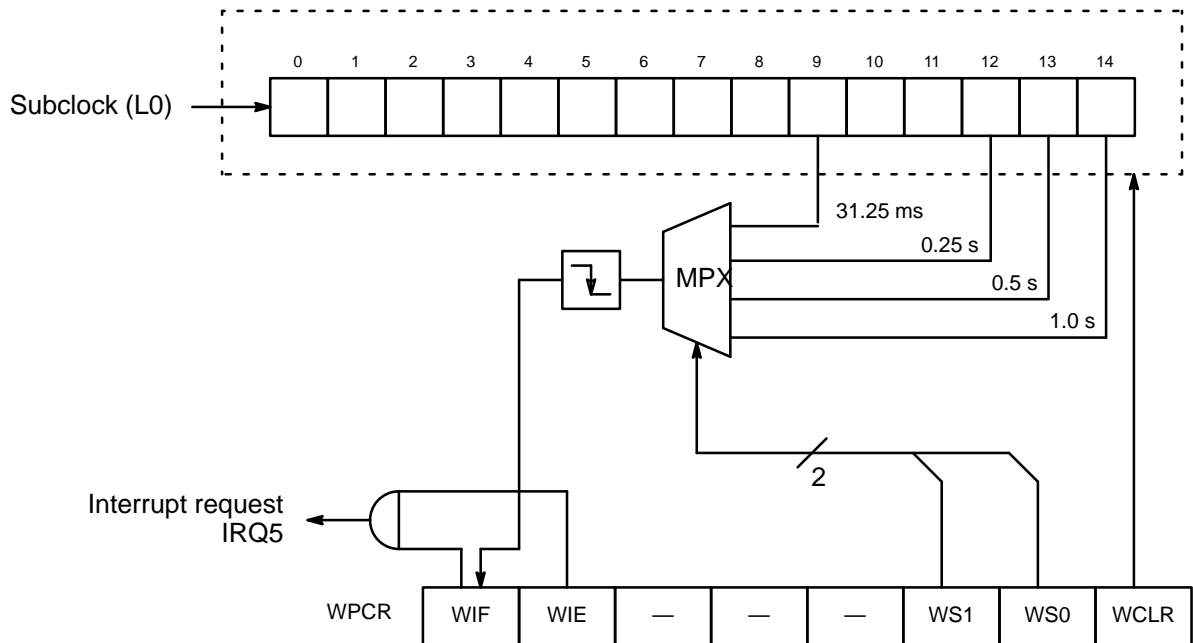 0 1 2 3 4 5 6 7 8 9 10 11 12 13 14
Subclock (L0)
31.25 ms
0.25 s
MPX
0.5 s
1.0 s
2
Interrupt request
IRQ5
WPCR WIF WIE — — — WS1 WS0 WCLR